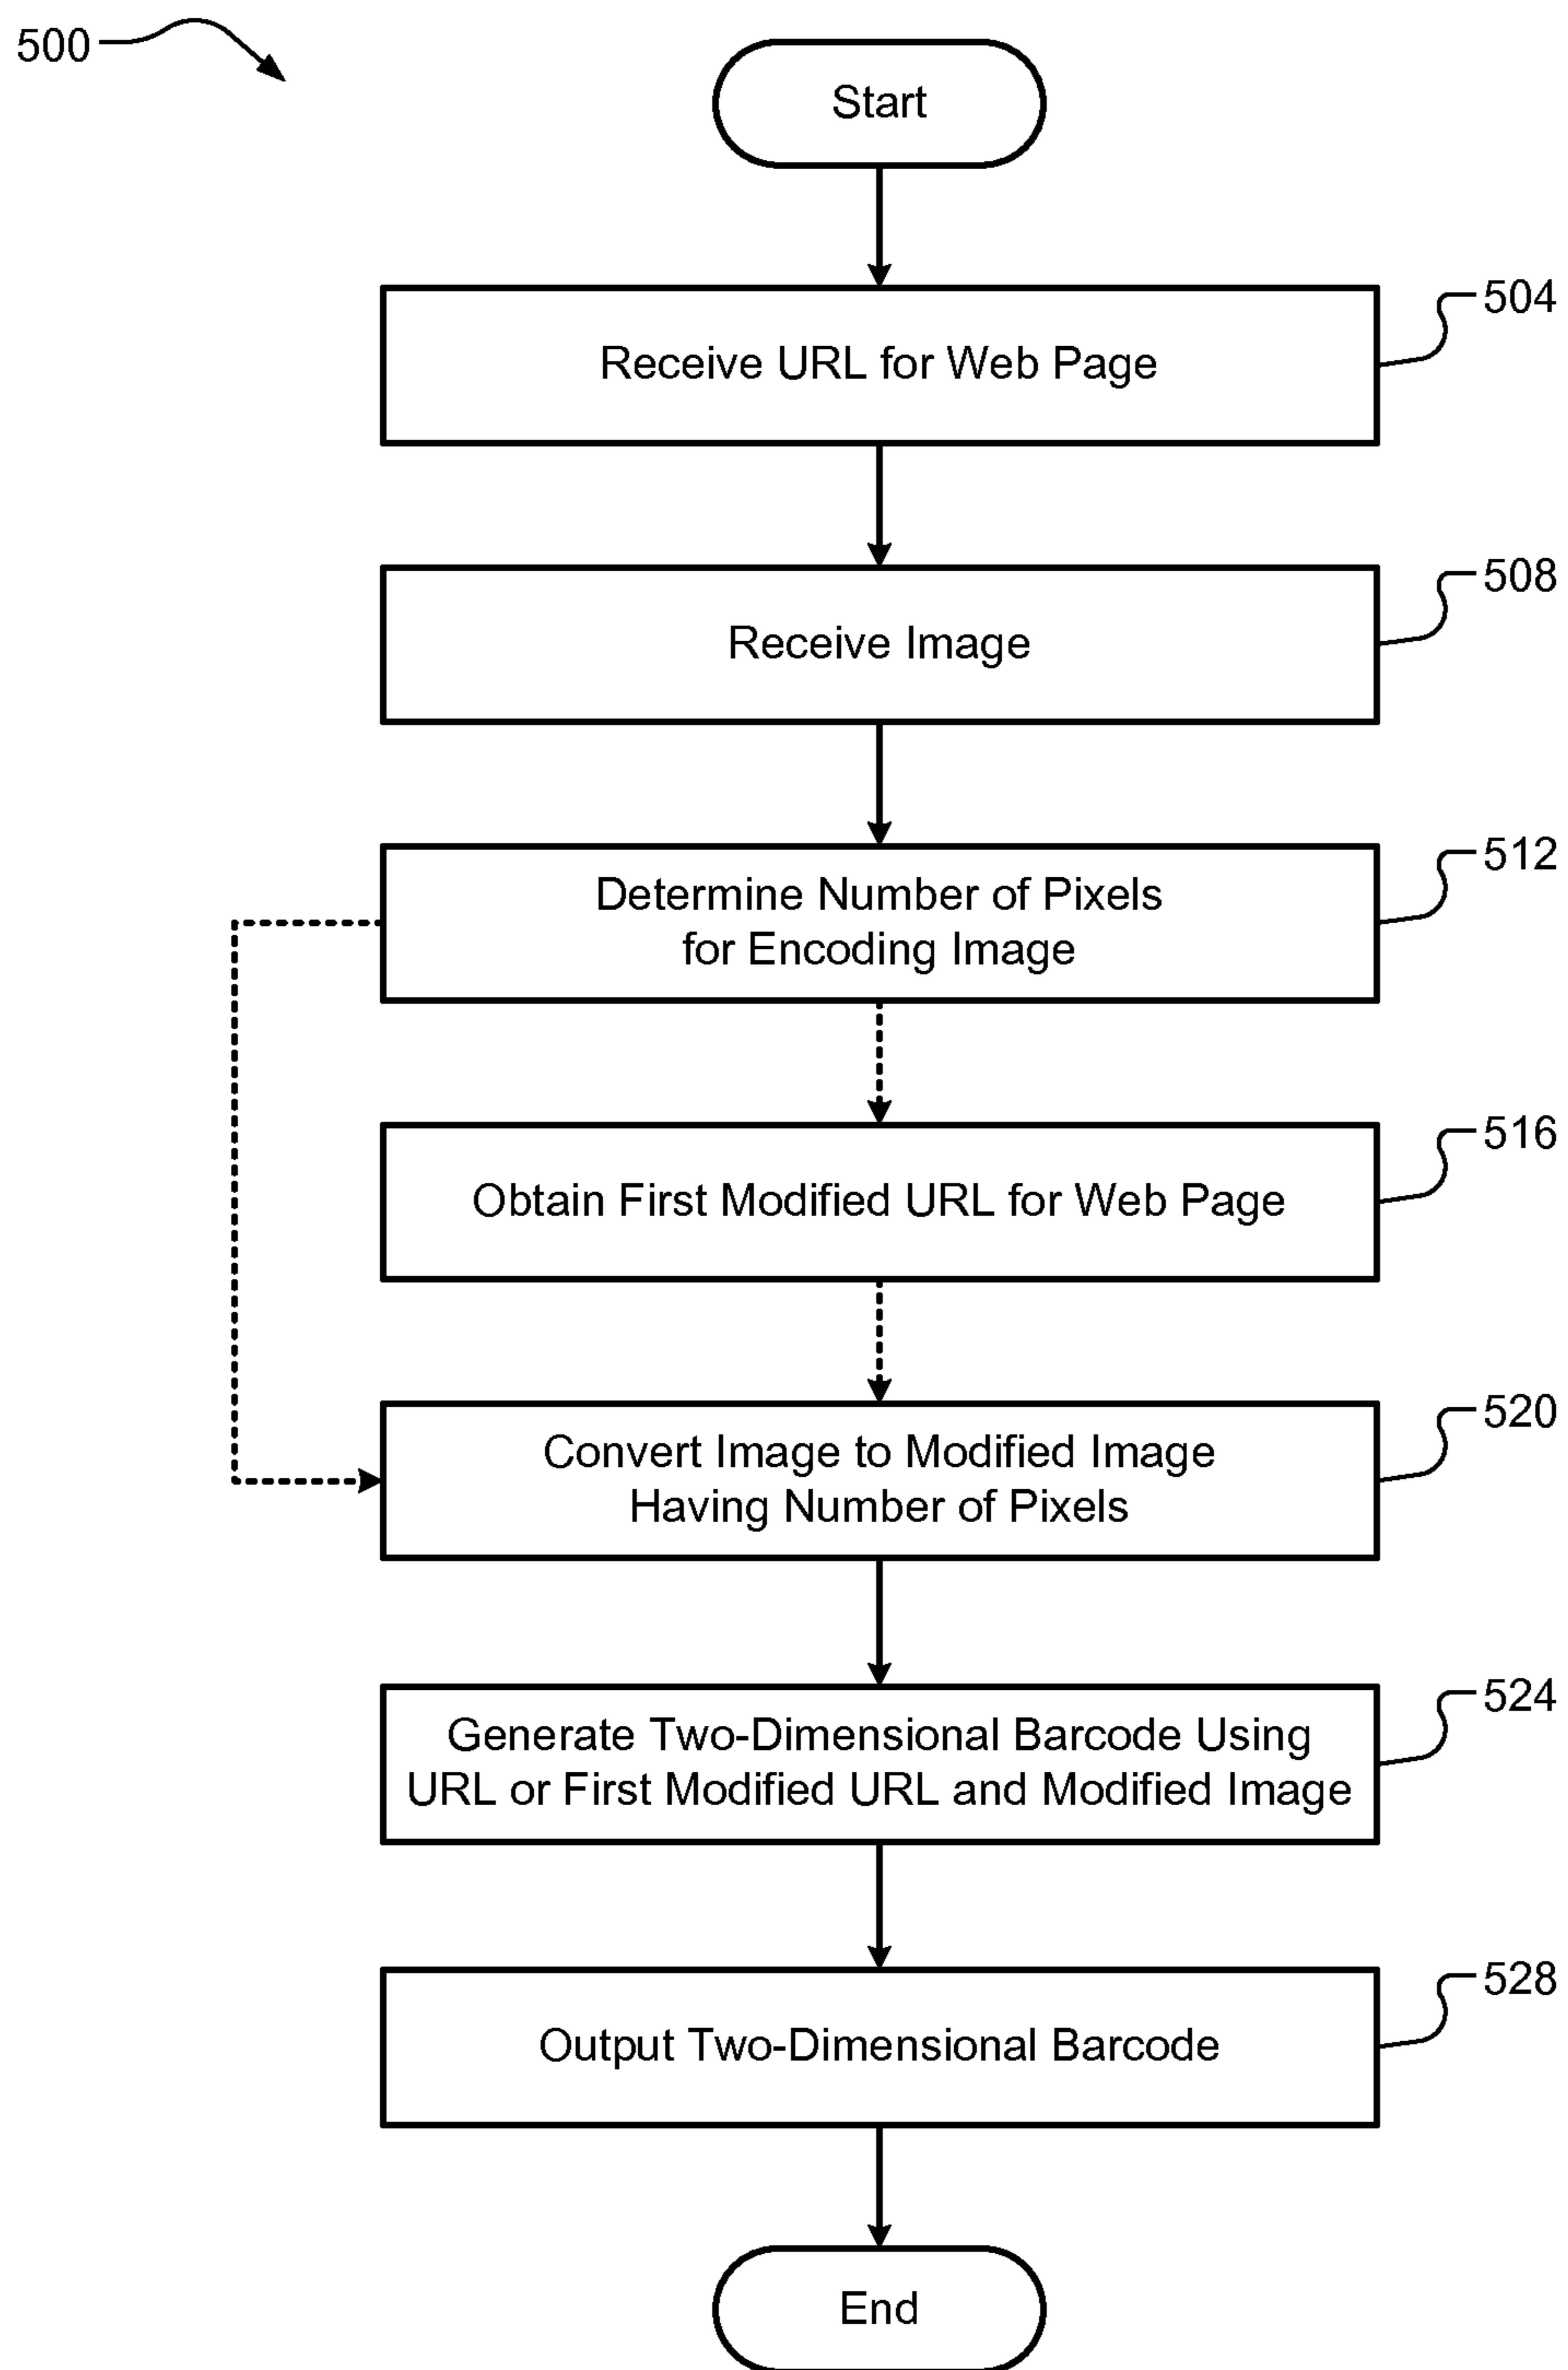 500
Start
504
Receive URL for Web Page
508
Receive Image
512
Determine Number of Pixels
for Encoding Image
516
Obtain First Modified URL for Web Page
520
Convert Image to Modified Image
Having Number of Pixels
524
Generate Two-Dimensional Barcode Using
URL or First Modified URL and Modified Image
528
Output Two-Dimensional Barcode
End